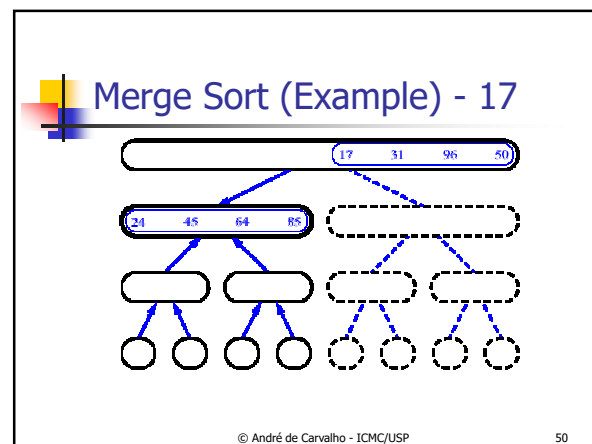 Merge Sort (Example) - 17
17 31 96 50
24 45 64 85
© André de Carvalho - ICMC/USP 50